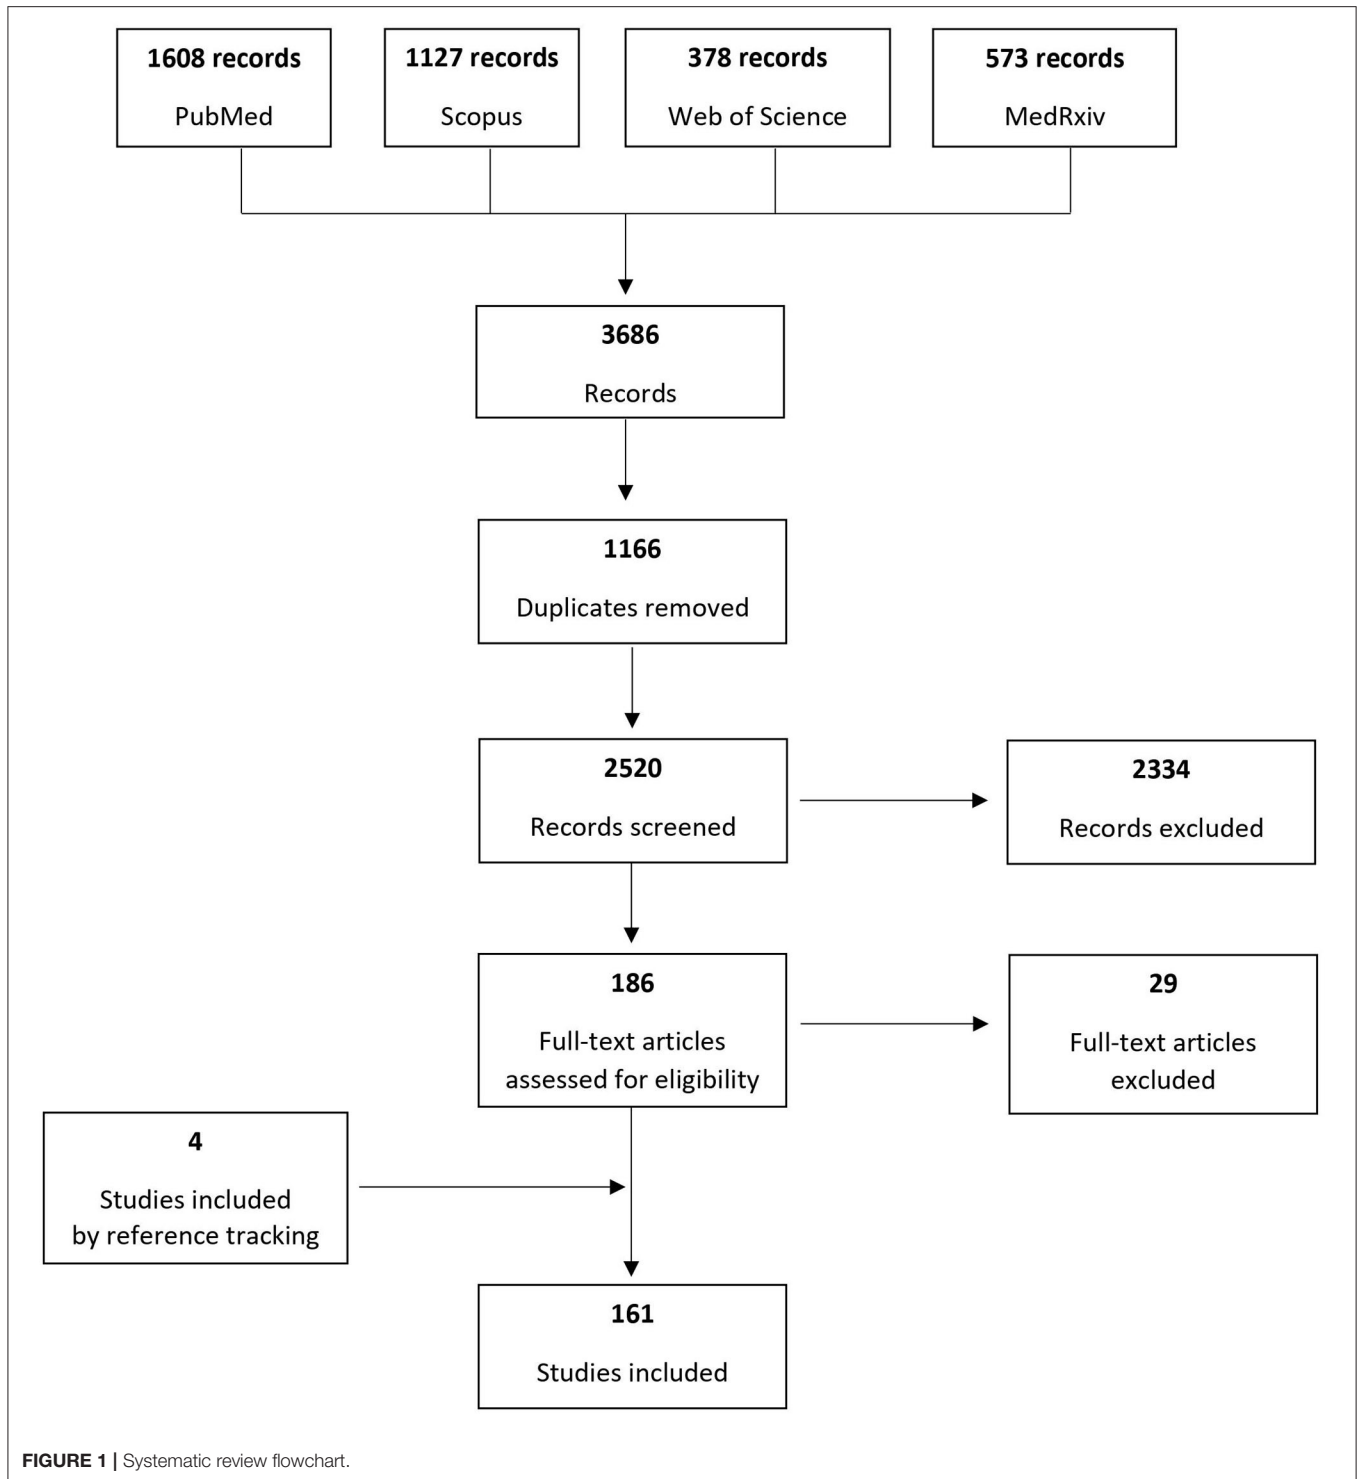 1608 records
PubMed
1127 records
Scopus
378 records
Web of Science
573 records
MedRxiv
3686
Records
1166
Duplicates removed
2520
Records screened
2334
Records excluded
186
Full-text articles
assessed for eligibility
29
Full-text articles
excluded
4
Studies included
by reference tracking
161
Studies included
FIGURE 1 | Systematic review flowchart.